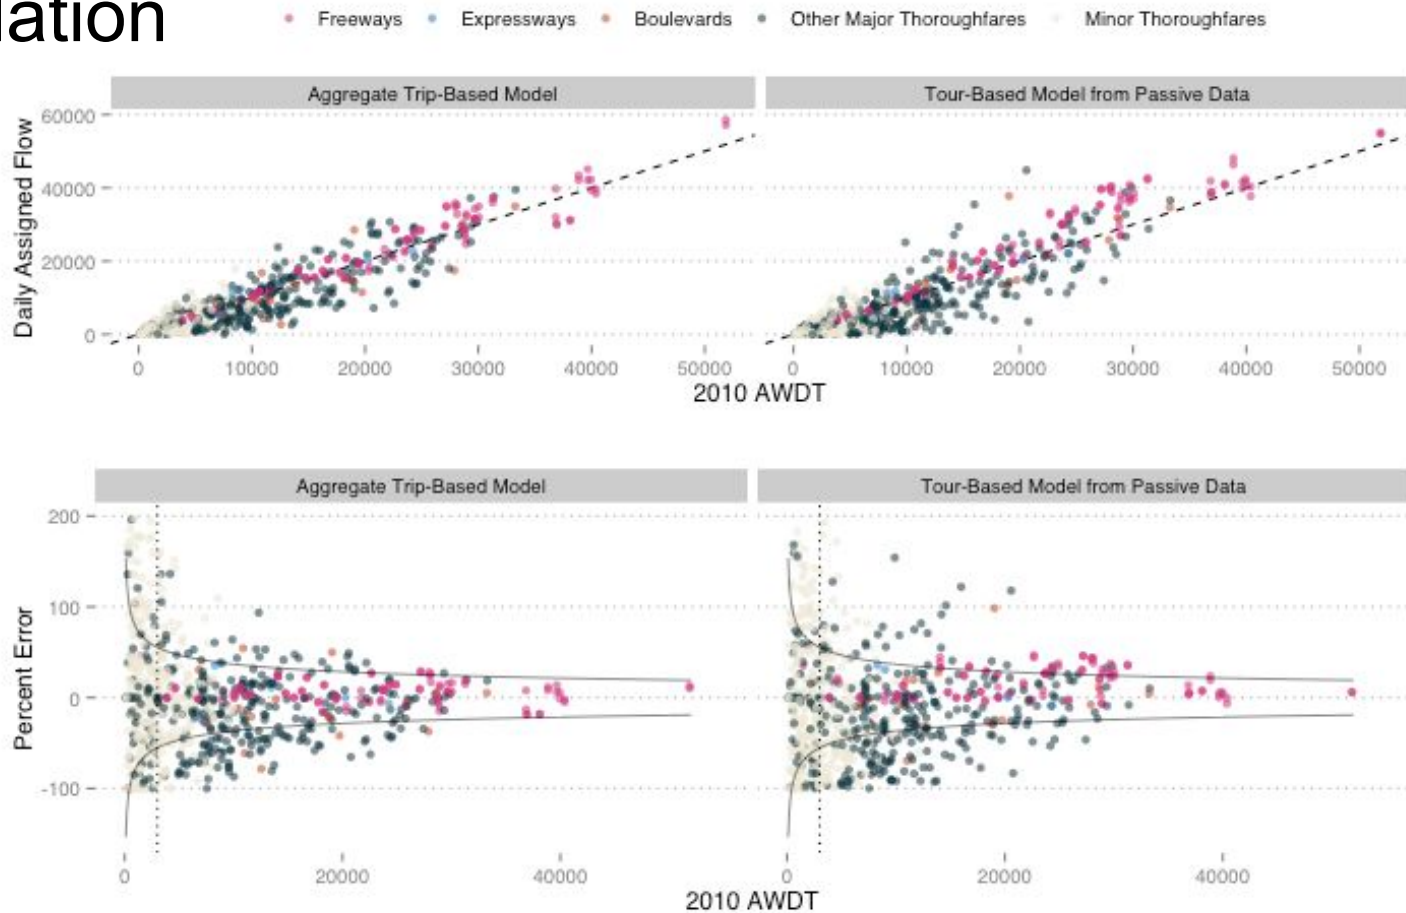 lation
Freeways Expressways Boulevards Other Major Thoroughfares Minor Thoroughfares
Aggregate Trip-Based Model Tour-Based Model from Passive Data
Daily Assigned Flow
60000
40000
20000
0
0 10000 20000 30000 40000 50000 0 10000 20000 30000 40000 50000
2010 AWDT
Aggregate Trip-Based Model Tour-Based Model from Passive Data
Percent Error
200
100
0
-100
0 20000 40000 0 20000 40000
2010 AWDT